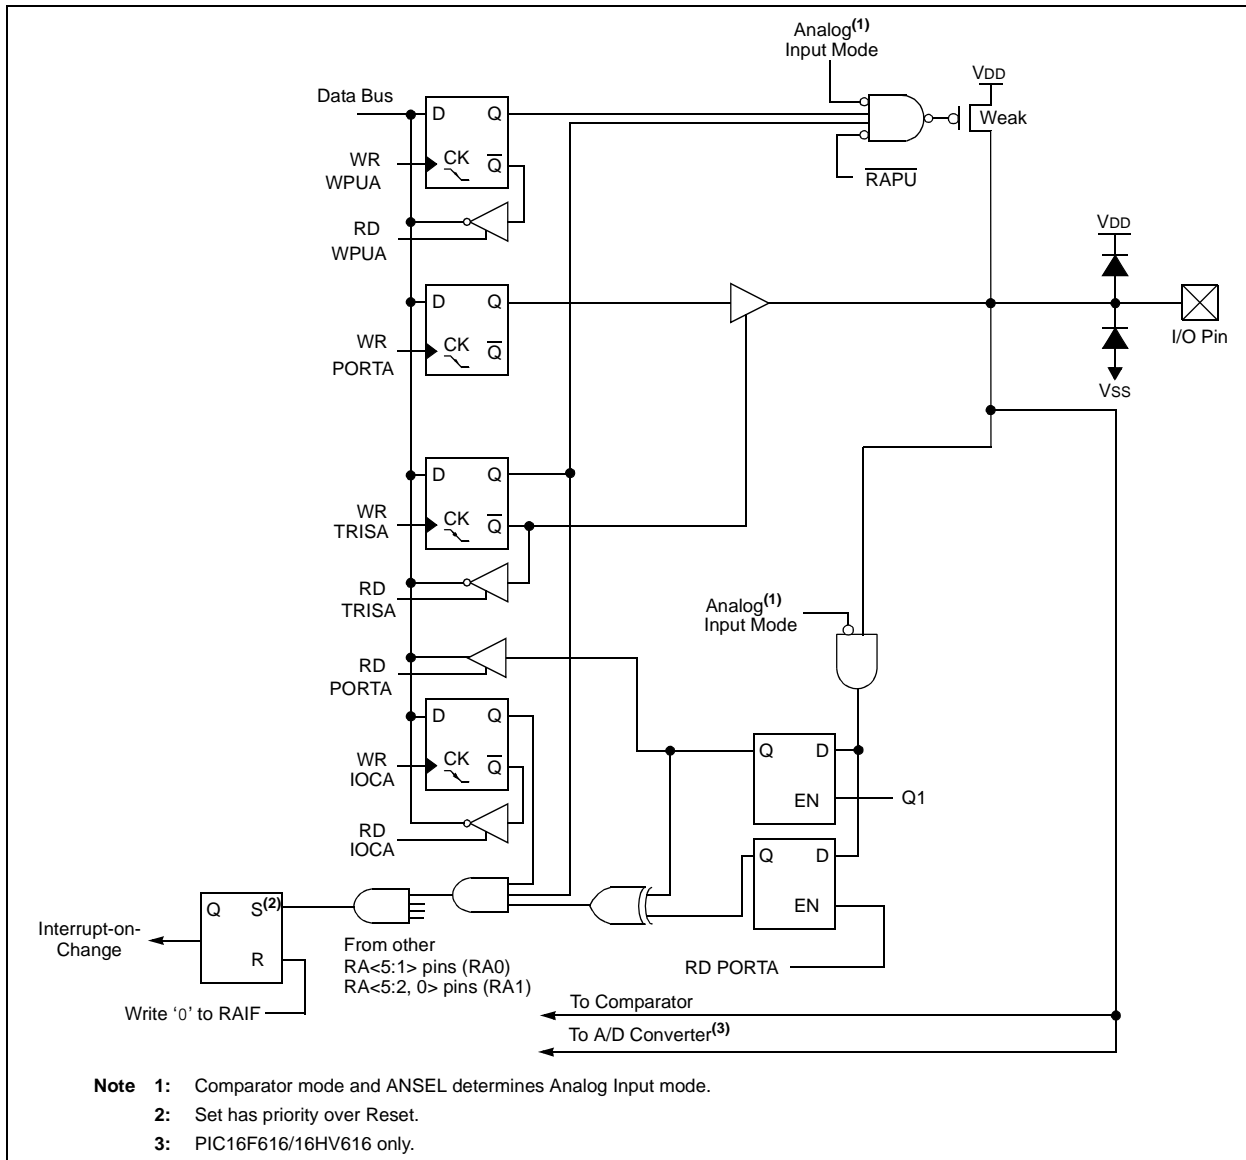 Analog(1)
Input Mode
VDD
Data Bus
D Q
Weak
WR
WPUA
CK Q
RAPU
RD
WPUA
VDD
D Q
WR
PORTA
CK Q
I/O Pin
VSS
D Q
WR
TRISA
CK Q
RD
TRISA
Analog(1)
Input Mode
RD
PORTA
D Q
WR
IOCA
CK Q
Q D
EN
Q1
RD
IOCA
Q D
EN
Q S(2)
R
Interrupt-on-
Change
From other
RA<5:1> pins (RA0)
RA<5:2, 0> pins (RA1)
RD PORTA
Write ‘0’ to RAIF
To Comparator
To A/D Converter(3)
Note 1: Comparator mode and ANSEL determines Analog Input mode.
2: Set has priority over Reset.
3: PIC16F616/16HV616 only.